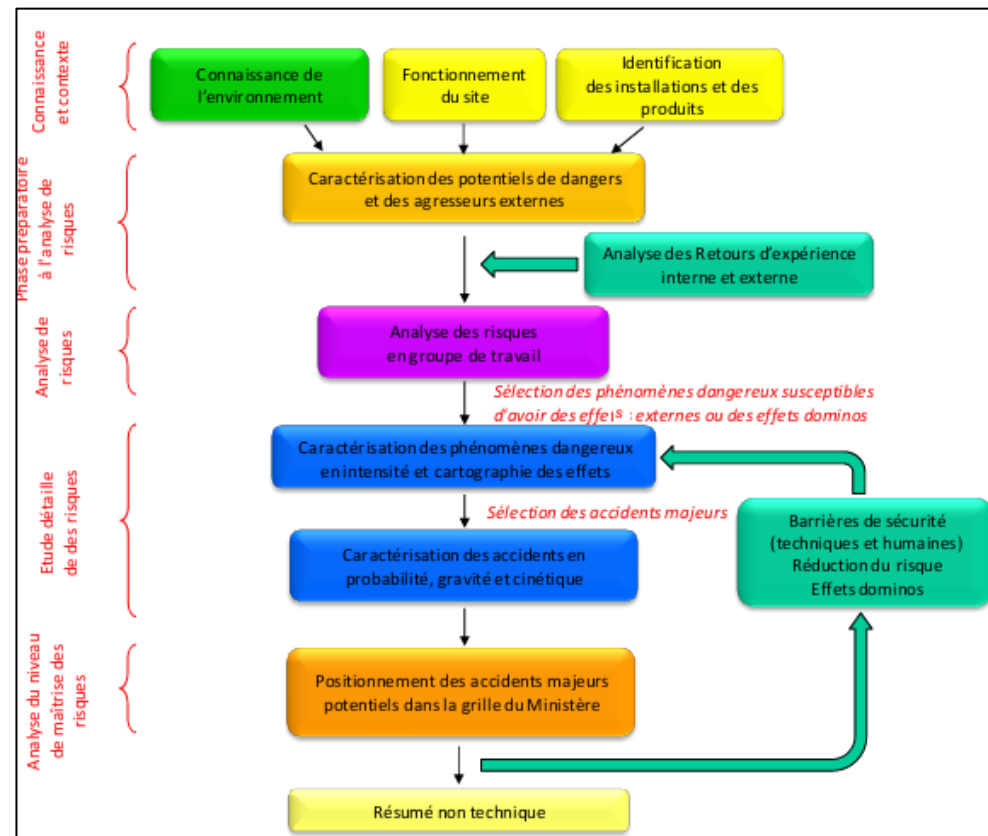 Connaissance
et contexte
Connaissance de
l'environnement
Fonctionnement
du site
Identification
des installations et des
produits
Phase préparatoire
à l'analyse de
risques
Caractérisation des potentiels de dangers
et des agresseurs externes
Analyse des Retours d'expérience
interne et externe
Analyse de
risques
Analyse des risques
en groupe de travail
Sélection des phénomènes dangereux susceptibles
d'avoir des effets : externes ou des effets dominos
Etude détaille
de des risques
Caractérisation des phénomènes dangereux
en intensité et cartographie des effets
Sélection des accidents majeurs
Caractérisation des accidents en
probabilité, gravité et cinétique
Barrières de sécurité
(techniques et humaines)
Réduction du risque
Effets dominos
Analyse du niveau
de maîtrise des
risques
Positionnement des accidents majeurs
potentiels dans la grille du Ministère
Résumé non technique